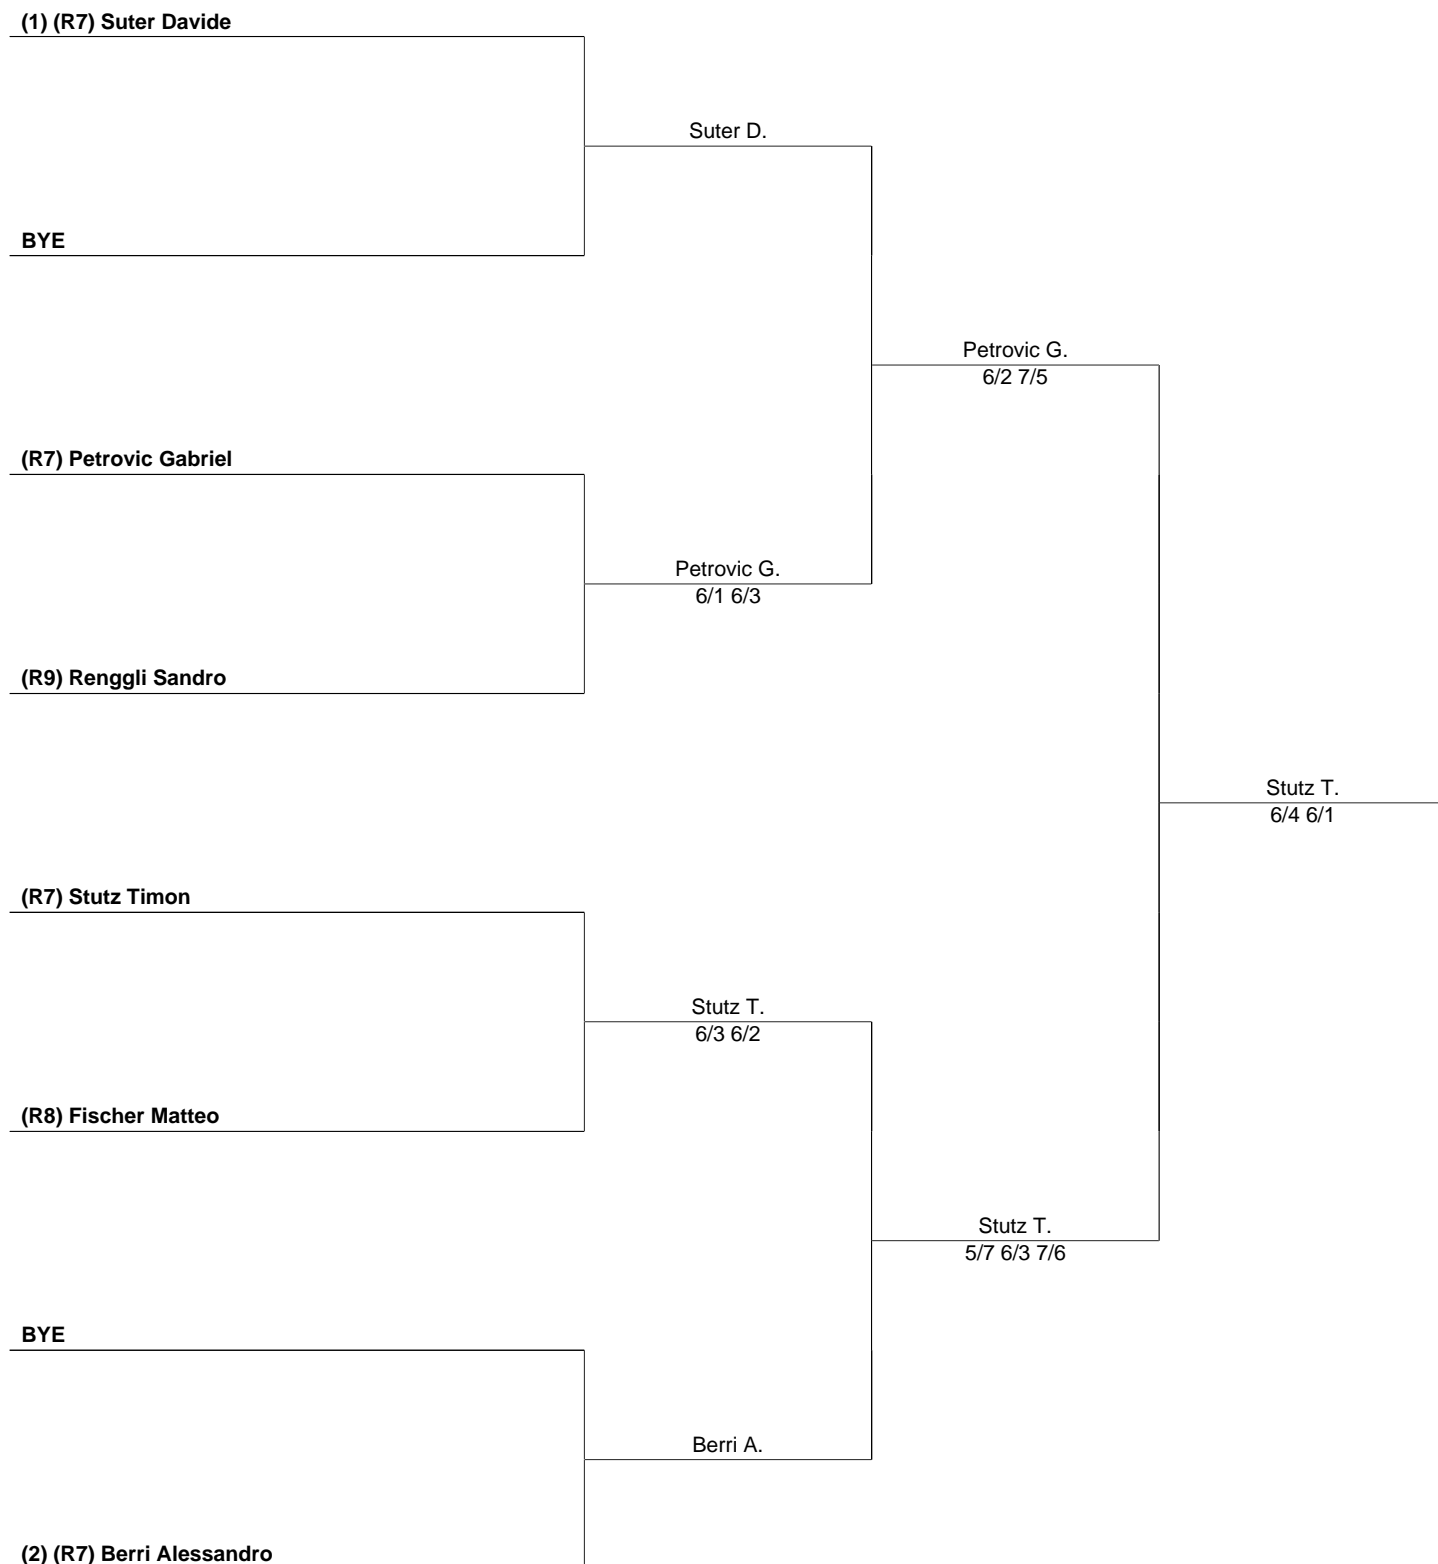 (1) (R7) Suter Davide
Suter D.
BYE
Petrovic G.
6/2 7/5
(R7) Petrovic Gabriel
Petrovic G.
6/1 6/3
(R9) Renggli Sandro
Stutz T.
6/4 6/1
(R7) Stutz Timon
Stutz T.
6/3 6/2
(R8) Fischer Matteo
Stutz T.
5/7 6/3 7/6
BYE
Berri A.
(2) (R7) Berri Alessandro